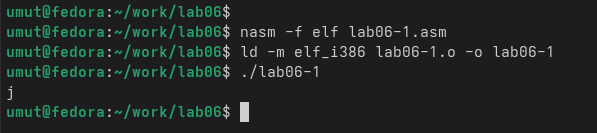 umut@fedora:~/work/lab06$
umut@fedora:~/work/lab06$ nasm -f elf lab06-1.asm
umut@fedora:~/work/lab06$ ld -m elf_i386 lab06-1.o -o lab06-1
umut@fedora:~/work/lab06$ ./lab06-1
j
umut@fedora:~/work/lab06$